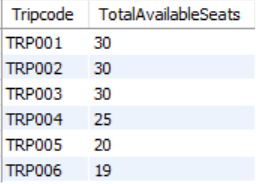 Tripcode TotalAvailableSeats
TRP001 30
TRP002 30
TRP003 30
TRP004 25
TRP005 20
TRP006 19